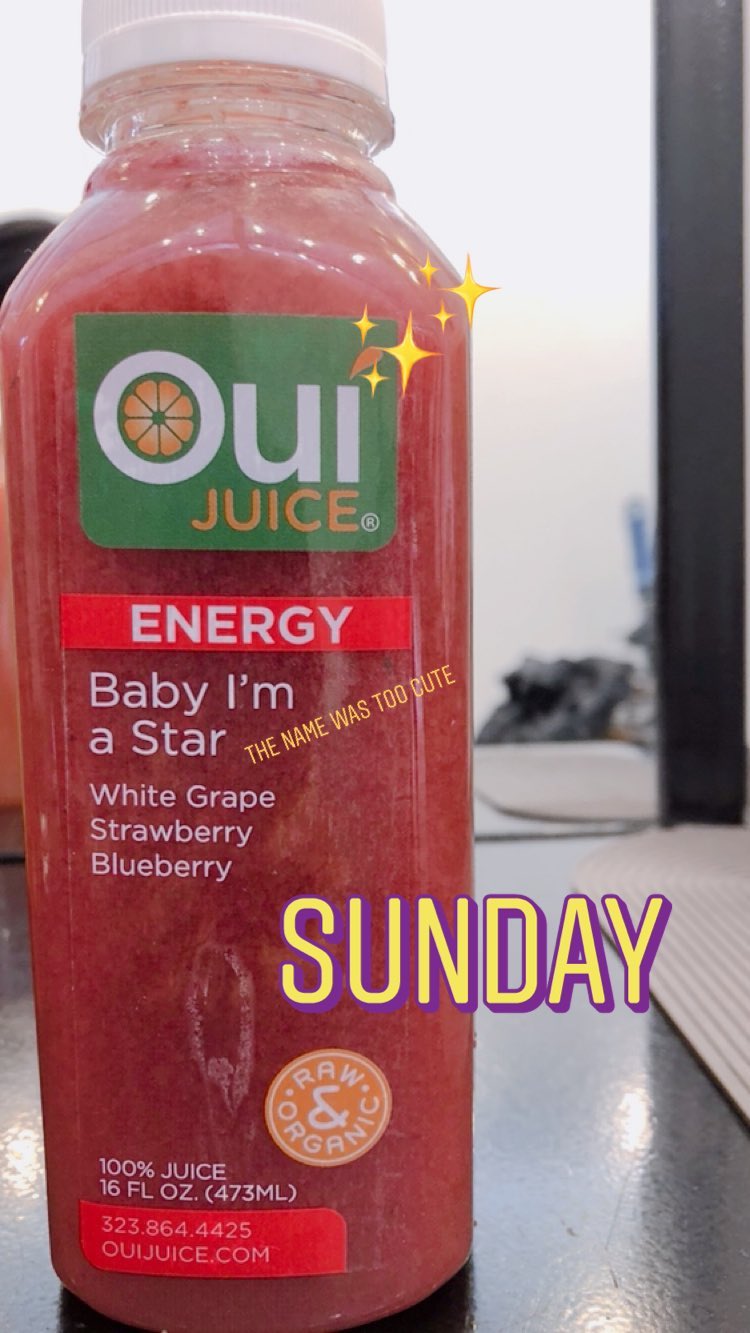 Oui
JUICE®
ENERGY
Baby I'm
a Star
THE NAME WAS TOO CUTE
White Grape
Strawberry
Blueberry
SUNDAY
RAW
&
ORGANIC
100% JUICE
16 FL OZ. (473ML)
323.864.4425
OUIJUICE.COM